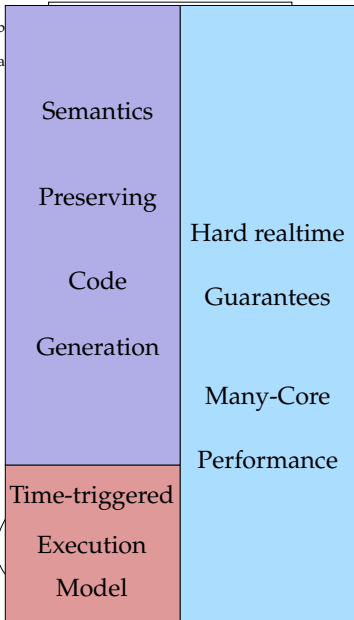 b
a
Semantics
Preserving
Code
Generation
Time-triggered
Execution
Model
Hard realtime
Guarantees
Many-Core
Performance